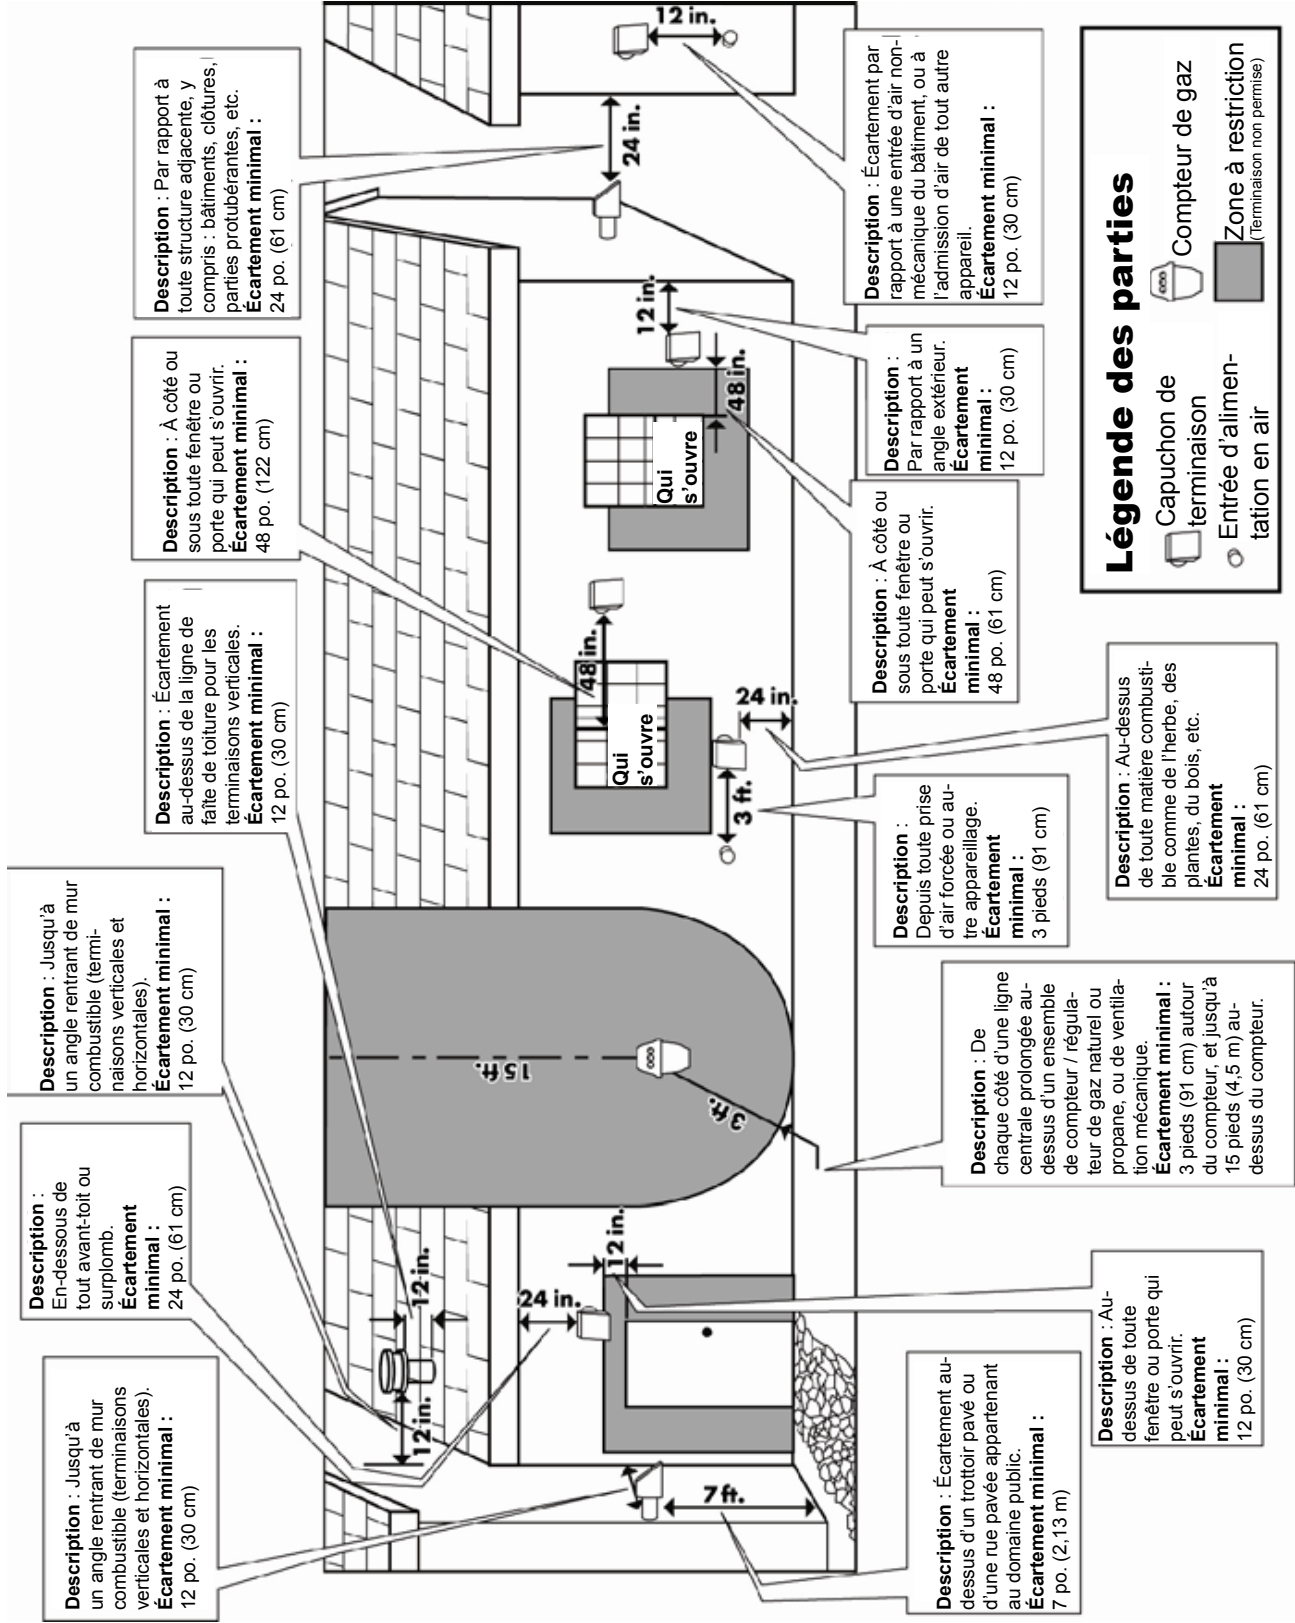 Description : Jusqu'à
un angle rentrant de mur
combustible (terminaisons
verticales et horizontales).
Écartement minimal :
12 po. (30 cm)
Description :
En-dessous de
tout avant-toit ou
surplomb.
Écartement
minimal :
24 po. (61 cm)
Description : Jusqu'à
un angle rentrant de mur
combustible (termi-
naisons verticales et
horizontales).
Écartement minimal :
12 po. (30 cm)
Description : Écartement
au-dessus de la ligne de
faîte de toiture pour les
terminaisons verticales.
Écartement minimal :
12 po. (30 cm)
Description : À côté ou
sous toute fenêtre ou
porte qui peut s'ouvrir.
Écartement minimal :
48 po. (122 cm)
Description : Par rapport à
toute structure adjacente, y
compris : bâtiments, clôtures,
parties protubérantes, etc.
Écartement minimal :
24 po. (61 cm)
12 in.
12 in.
24 in.
12 in.
7 ft.
15 ft.
3 ft.
48 in.
Qui
s'ouvre
3 ft.
24 in.
Qui
s'ouvre
48 in.
12 in.
24 in.
12 in.
Description : Écartement au-
dessus d'un trottoir pavé ou
d'une rue pavée appartenant
au domaine public.
Écartement minimal :
7 po. (2,13 m)
Description : Au-
dessus de toute
fenêtre ou porte qui
peut s'ouvrir.
Écartement
minimal :
12 po. (30 cm)
Description : De
chaque côté d'une ligne
centrale prolongée au-
dessus d'un ensemble
de compteur / régula-
teur de gaz naturel ou
propane, ou de ventila-
tion mécanique.
Écartement minimal :
3 pieds (91 cm) autour
du compteur, et jusqu'à
15 pieds (4,5 m) au-
dessus du compteur.
Description :
Depuis toute prise
d'air forcée ou au-
tre appareillage.
Écartement
minimal :
3 pieds (91 cm)
Description : Au-dessus
de toute matière combusti-
ble comme de l'herbe, des
plantes, du bois, etc.
Écartement
minimal :
24 po. (61 cm)
Description : À côté ou
sous toute fenêtre ou
porte qui peut s'ouvrir.
Écartement
minimal :
48 po. (61 cm)
Description :
Par rapport à un
angle extérieur.
Écartement
minimal :
12 po. (30 cm)
Description : Écartement par
rapport à une entrée d'air non-
mécanique du bâtiment, ou à
l'admission d'air de tout autre
appareil.
Écartement minimal :
12 po. (30 cm)
Légende des parties
Capuchon de
terminaison
Compteur de gaz
Entrée d'alimen-
tation en air
Zone à restriction
(Terminaison non permise)